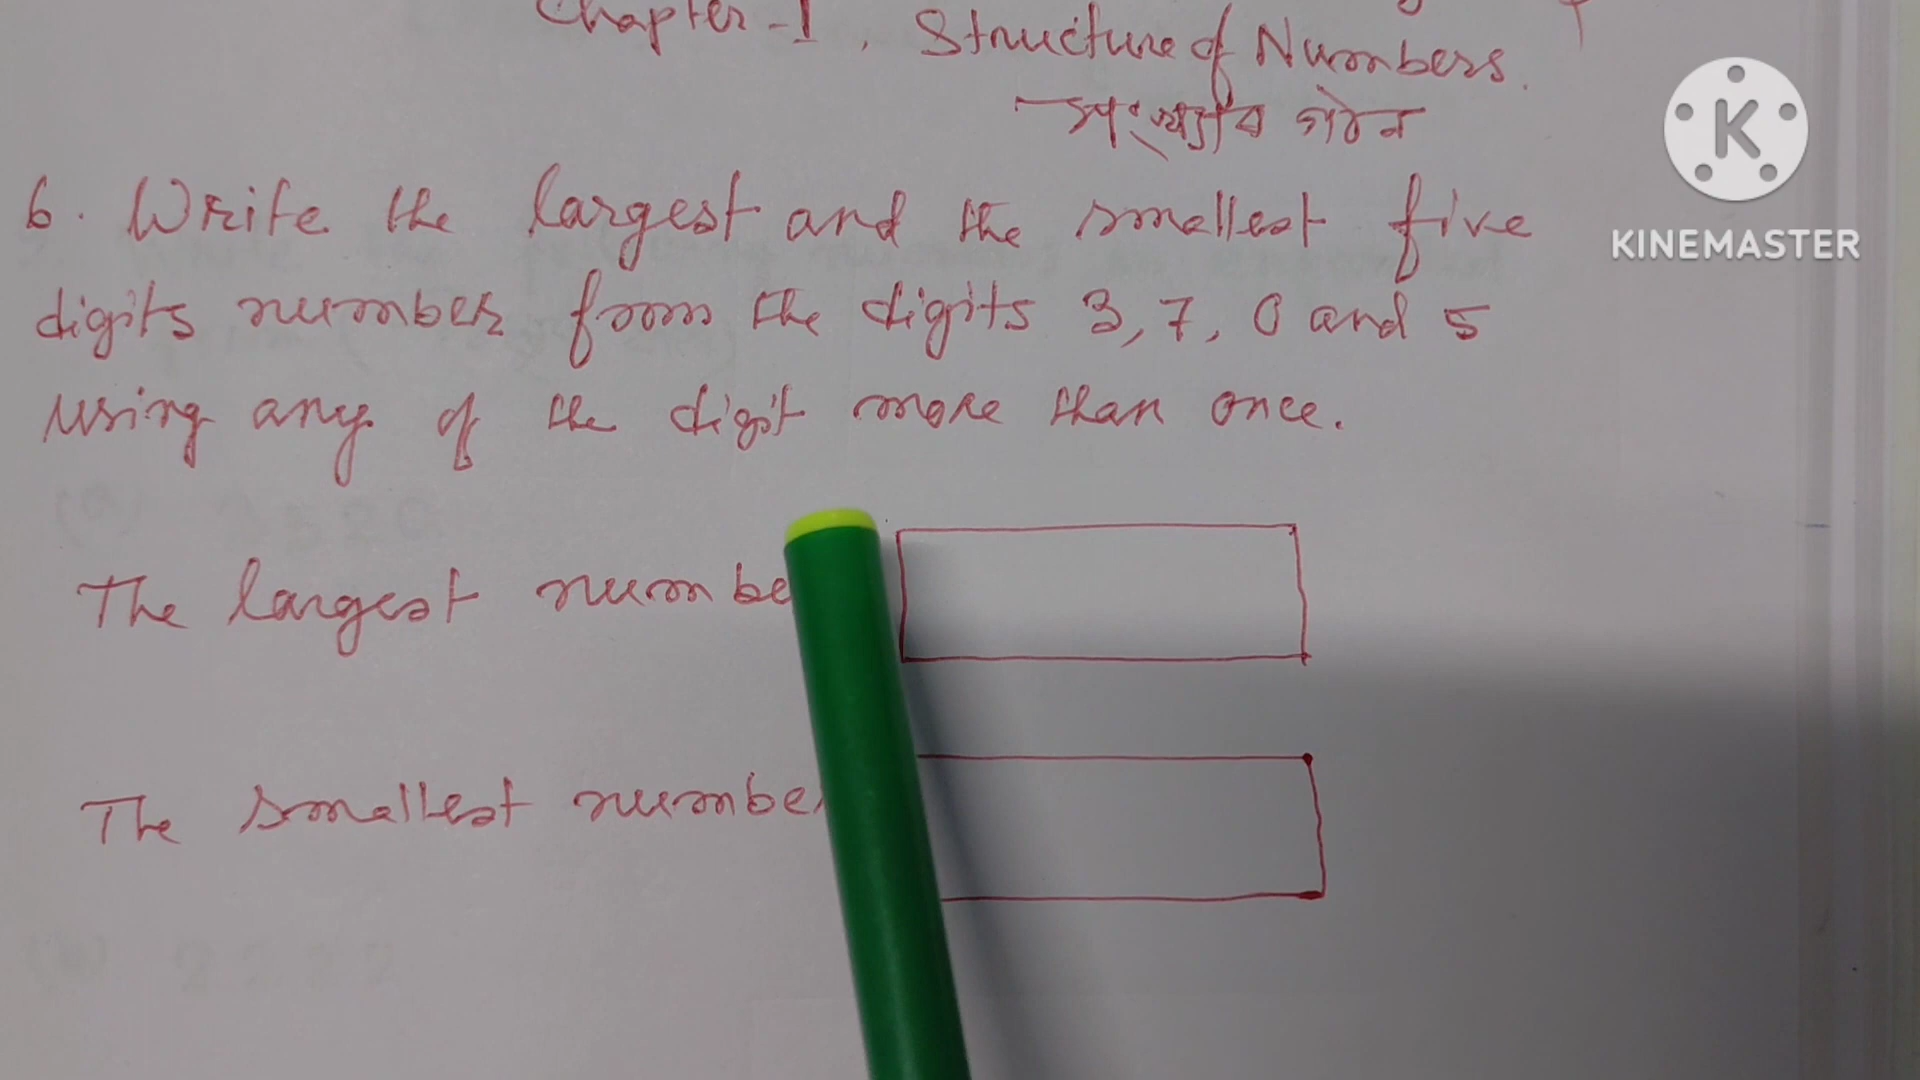 Chapter-1, Structure of Numbers.
সংখ্যাৰ গঠন
K
KINEMASTER
6. Write the largest and the smallest five
digits number from the digits 3, 7, 0 and 5
using any of the digit more than once.
The largest numbe
The smallest number